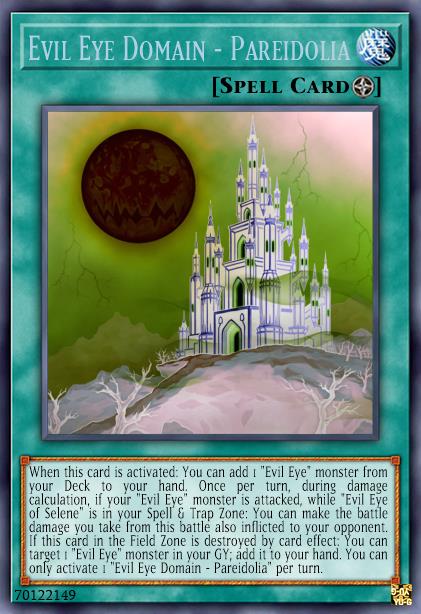 Evil Eye Domain - Pareidolia 魔
[Spell Card]
When this card is activated: You can add 1 "Evil Eye" monster from
your Deck to your hand. Once per turn, during damage
calculation, if your "Evil Eye" monster is attacked, while "Evil Eye
of Selene" is in your Spell & Trap Zone: You can make the battle
damage you take from this battle also inflicted to your opponent.
If this card in the Field Zone is destroyed by card effect: You can
target 1 "Evil Eye" monster in your GY; add it to your hand. You can
only activate 1 "Evil Eye Domain - Pareidolia" per turn.
70122149